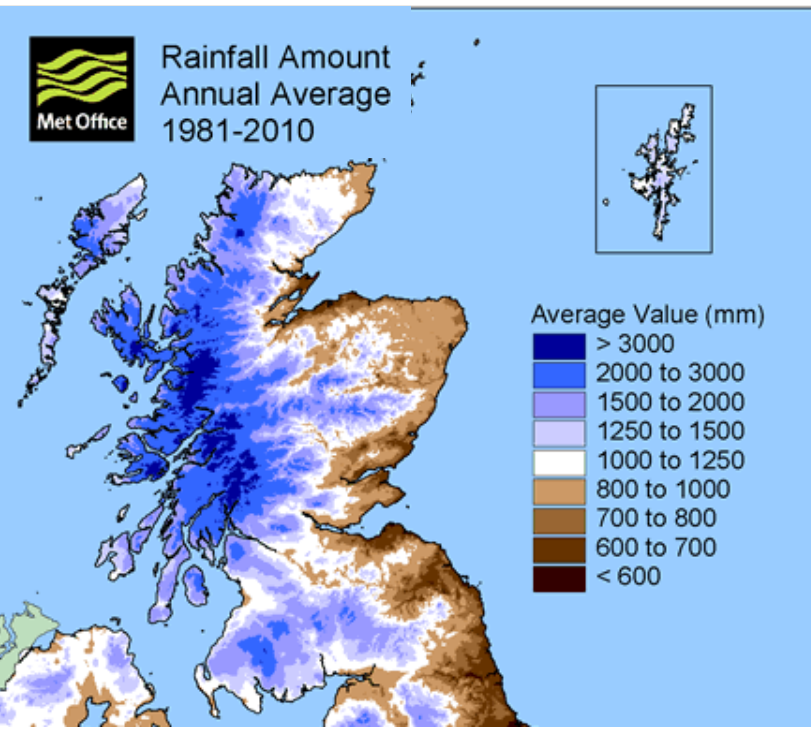 Rainfall Amount
Annual Average
1981-2010
Met Office
Average Value (mm)
> 3000
2000 to 3000
1500 to 2000
1250 to 1500
1000 to 1250
800 to 1000
700 to 800
600 to 700
< 600